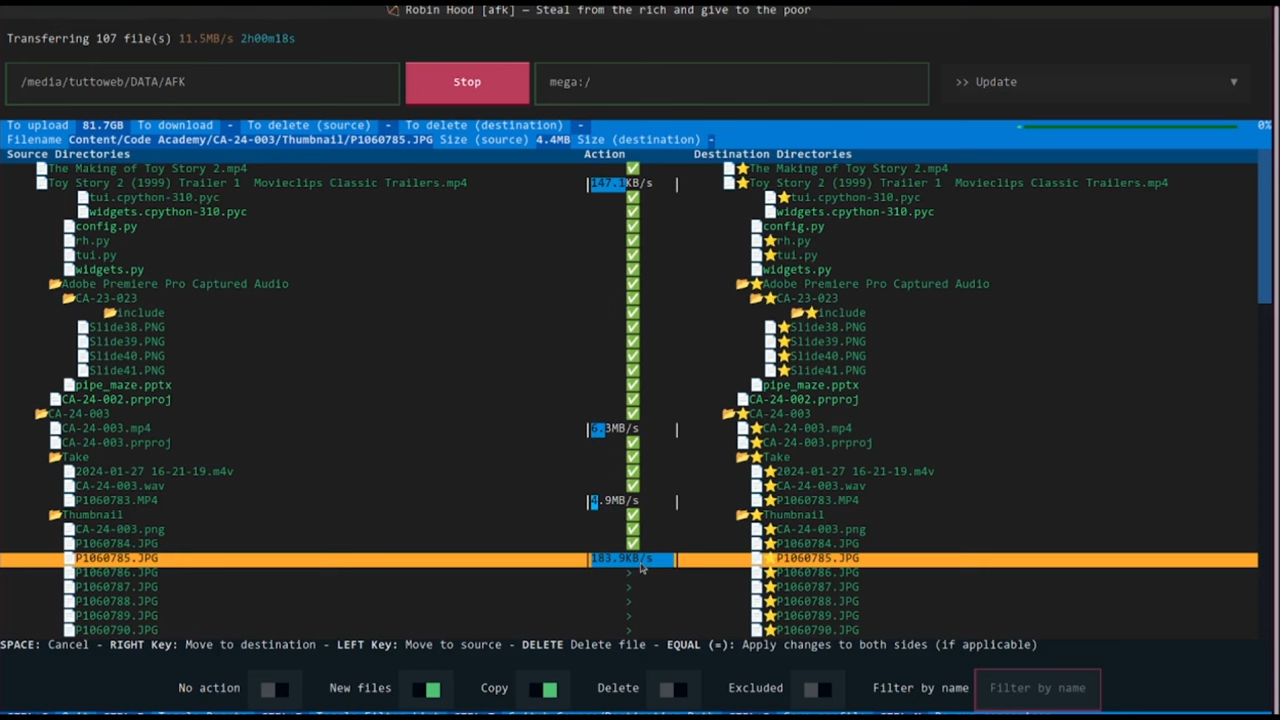 Robin Hood [afk] — Steal from the rich and give to the poor
Transferring 107 file(s) 11.5MB/s 2h00m18s
/media/tuttoweb/DATA/AFK Stop mega:/ >> Update ▼
To upload 81.7GB To download - To delete (source) - To delete (destination) - 0%
Filename Content/Code Academy/CA-24-003/Thumbnail/P1060785.JPG Size (source) 4.4MB Size (destination) -
Source Directories Action Destination Directories
The Making of Toy Story 2.mp4 ✅ The Making of Toy Story 2.mp4
Toy Story 2 (1999) Trailer 1 Movieclips Classic Trailers.mp4 |147.1KB/s | Toy Story 2 (1999) Trailer 1 Movieclips Classic Trailers.mp4
tui.cpython-310.pyc ✅ tui.cpython-310.pyc
widgets.cpython-310.pyc ✅ widgets.cpython-310.pyc
config.py ✅ config.py
rh.py ✅ rh.py
tui.py ✅ tui.py
widgets.py ✅ widgets.py
Adobe Premiere Pro Captured Audio ✅ Adobe Premiere Pro Captured Audio
CA-23-023 ✅ CA-23-023
include ✅ include
Slide38.PNG ✅ Slide38.PNG
Slide39.PNG ✅ Slide39.PNG
Slide40.PNG ✅ Slide40.PNG
Slide41.PNG ✅ Slide41.PNG
pipe_maze.pptx ✅ pipe_maze.pptx
CA-24-002.prproj ✅ CA-24-002.prproj
CA-24-003 ✅ CA-24-003
CA-24-003.mp4 |6.3MB/s | CA-24-003.mp4
CA-24-003.prproj ✅ CA-24-003.prproj
Take ✅ Take
2024-01-27 16-21-19.m4v ✅ 2024-01-27 16-21-19.m4v
CA-24-003.wav ✅ CA-24-003.wav
P1060783.MP4 |4.9MB/s | P1060783.MP4
Thumbnail ✅ Thumbnail
CA-24-003.png ✅ CA-24-003.png
P1060784.JPG ✅ P1060784.JPG
P1060785.JPG |183.9KB/s | P1060785.JPG
P1060786.JPG > P1060786.JPG
P1060787.JPG > P1060787.JPG
P1060788.JPG > P1060788.JPG
P1060789.JPG > P1060789.JPG
P1060790.JPG > P1060790.JPG
SPACE: Cancel - RIGHT Key: Move to destination - LEFT Key: Move to source - DELETE Delete file - EQUAL (=): Apply changes to both sides (if applicable)
No action New files Copy Delete Excluded Filter by name Filter by name